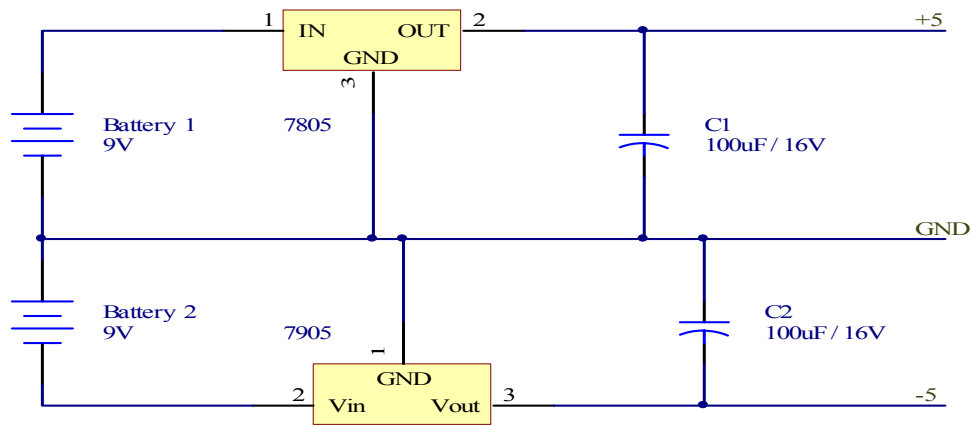 1 2 +5
IN OUT
GND
3
Battery 1 7805 C1
9V 100uF / 16V
GND
Battery 2 7905 C2
9V 100uF / 16V
1
GND
2 3 -5
Vin Vout